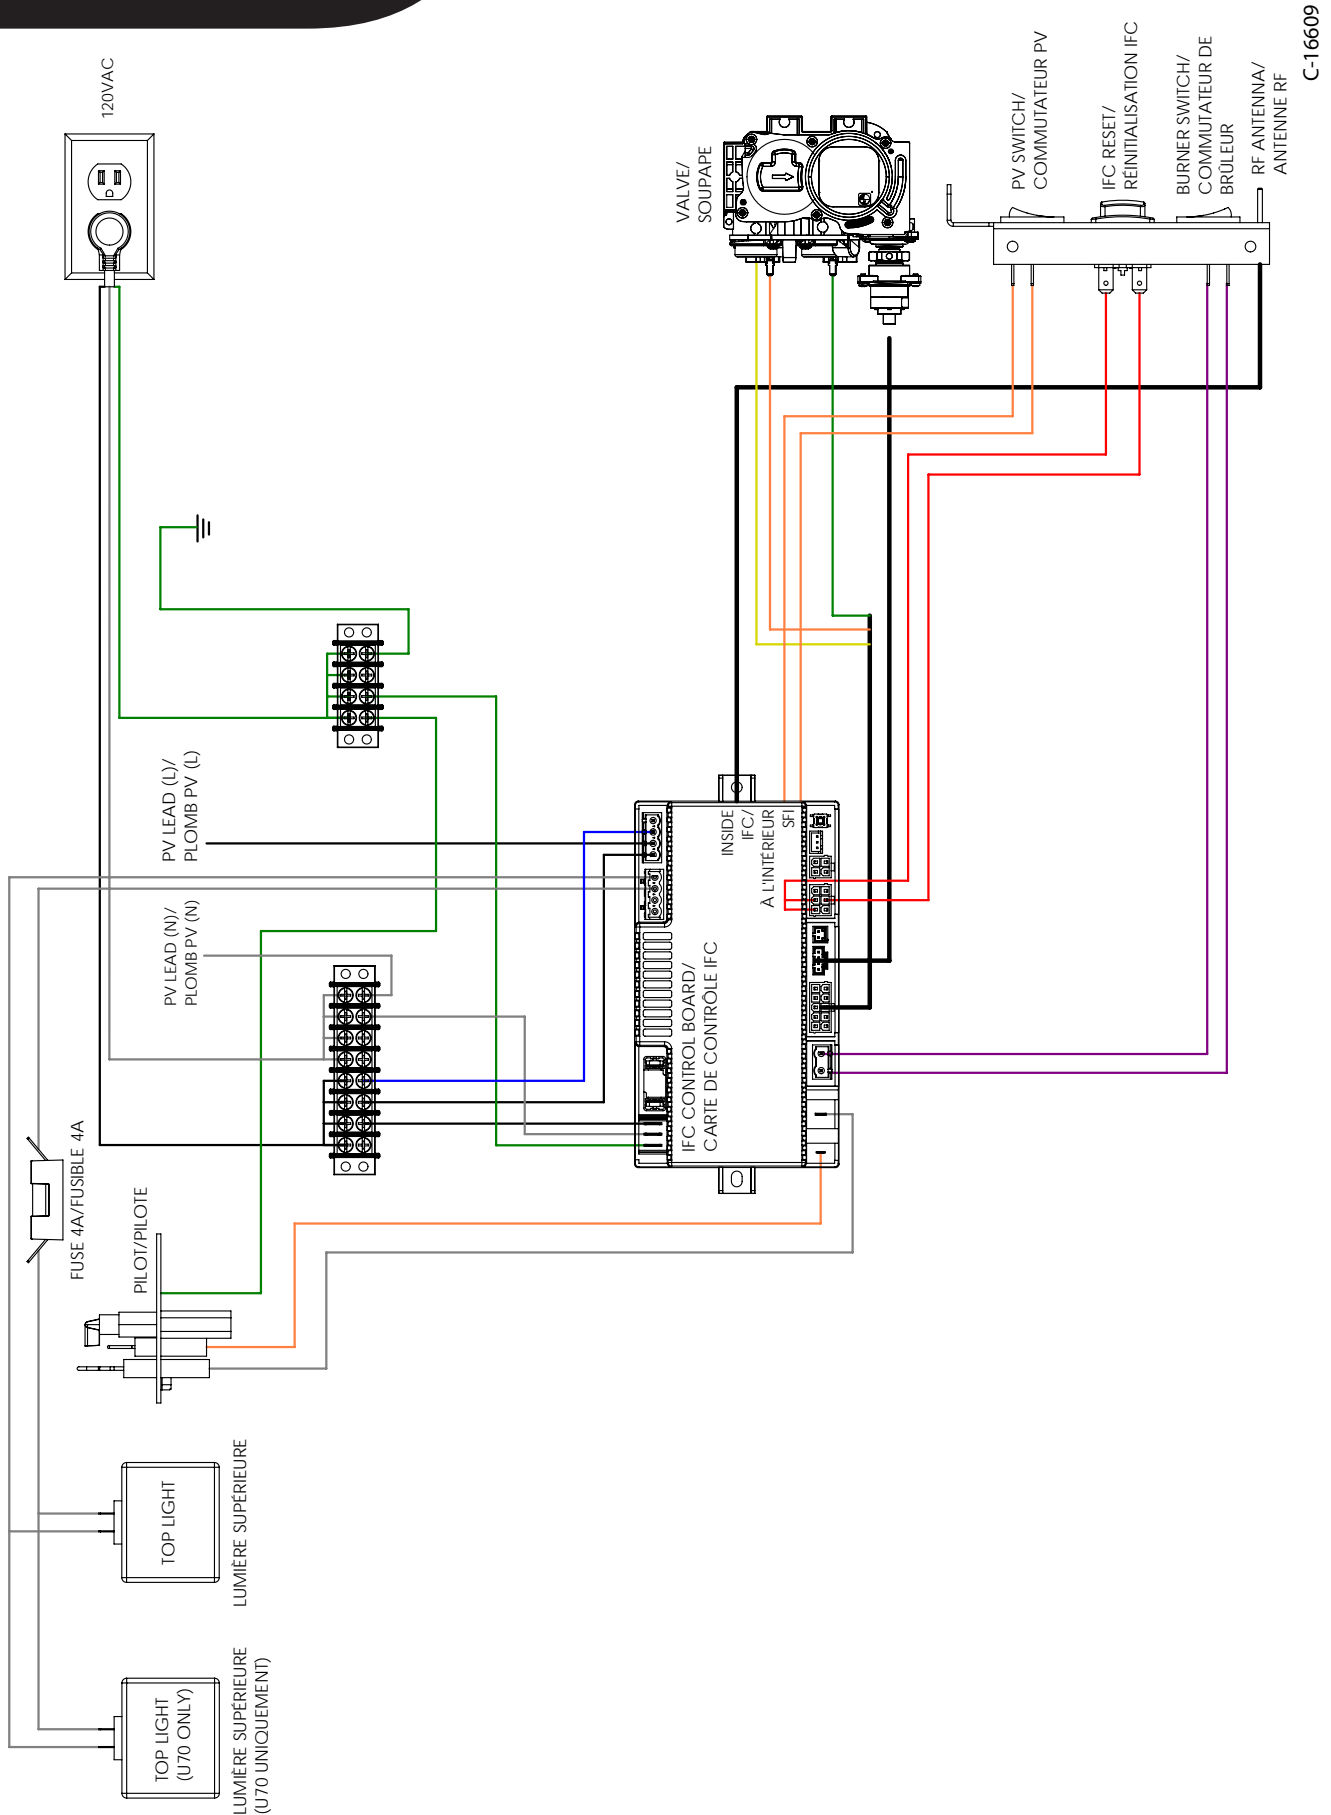 120VAC
VALVE/
SOUPAPE
PV SWITCH/
COMMUTATEUR PV
IFC RESET/
RÉINITIALISATION IFC
BURNER SWITCH/
COMMUTATEUR DE
BRÛLEUR
RF ANTENNA/
ANTENNE RF
C-16609
PV LEAD (L)/
PLOMB PV (L)
PV LEAD (N)/
PLOMB PV (N)
INSIDE
IFC/
À L'INTÉRIEUR
SFI
IFC CONTROL BOARD/
CARTE DE CONTRÔLE IFC
FUSE 4A/FUSIBLE 4A
PILOT/PILOTE
TOP LIGHT
LUMIÈRE SUPÉRIEURE
TOP LIGHT
(U70 ONLY)
LUMIÈRE SUPÉRIEURE
(U70 UNIQUEMENT)